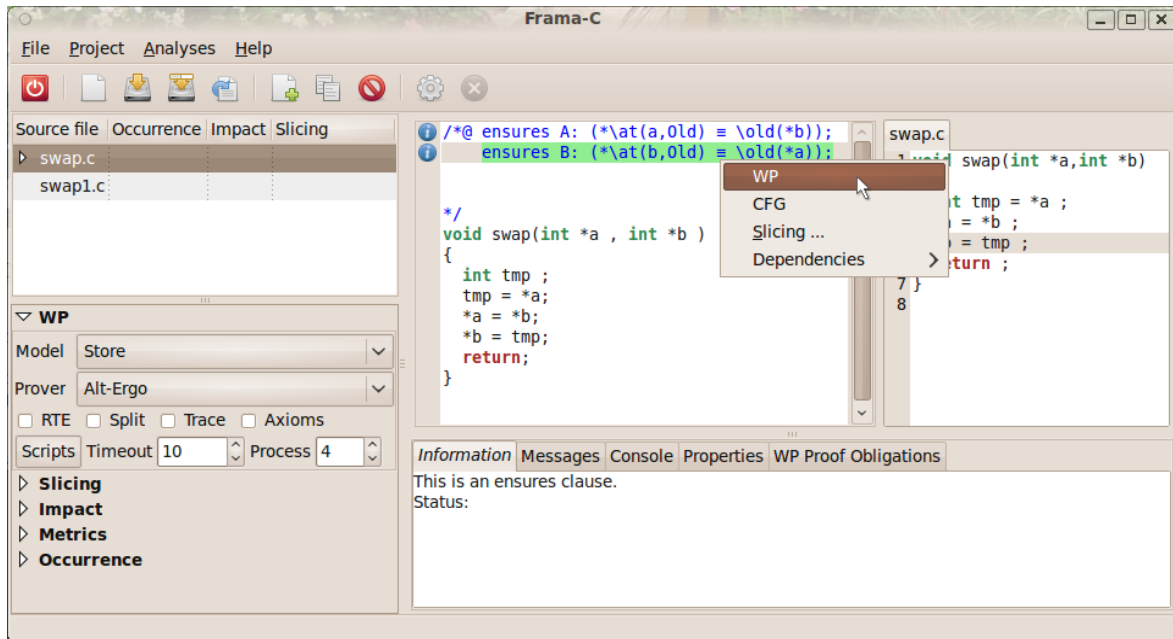 Frama-C
File Project Analyses Help
Source file Occurrence Impact Slicing
swap.c
swap1.c
WP
Model Store
Prover Alt-Ergo
RTE Split Trace Axioms
Scripts Timeout 10 Process 4
Slicing
Impact
Metrics
Occurrence
/*@ ensures A: (*\at(a,Old) ≡ \old(*b));
ensures B: (*\at(b,Old) ≡ \old(*a));
*/
void swap(int *a , int *b )
{
int tmp ;
tmp = *a;
*a = *b;
*b = tmp;
return;
}
WP
CFG
Slicing ...
Dependencies
swap.c
1 void swap(int *a,int *b)
tmp = *a ;
= *b ;
= tmp ;
7 }
8
Information Messages Console Properties WP Proof Obligations
This is an ensures clause.
Status: